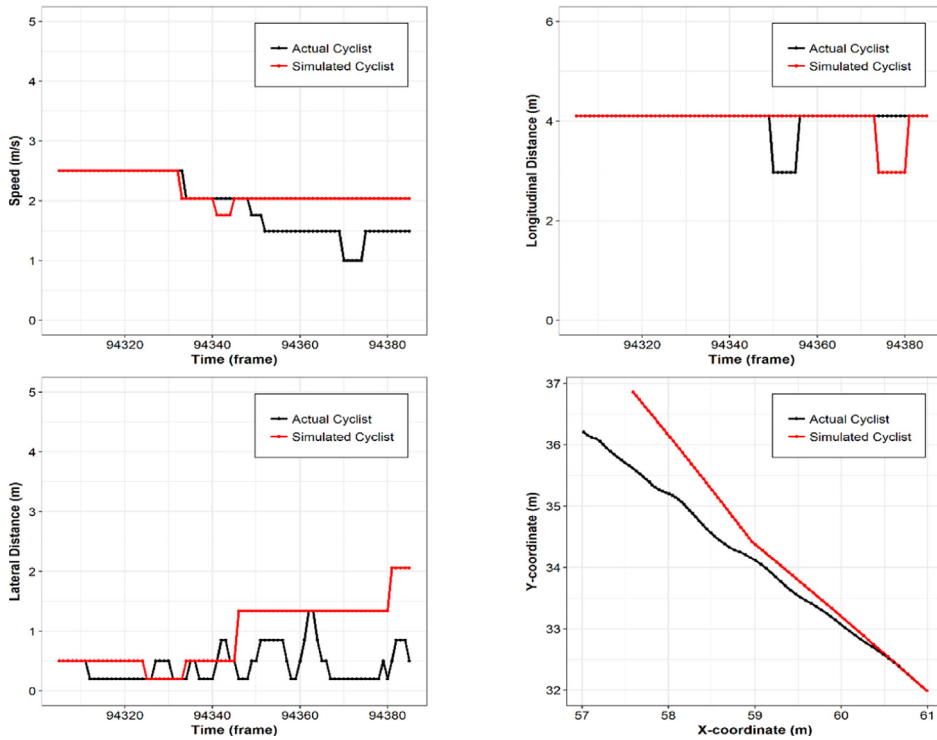 5
4
3
2
1
0
Speed (m/s)
Actual Cyclist
Simulated Cyclist
94320
94340
94360
94380
Time (frame)
6
4
2
0
Longitudinal Distance (m)
Actual Cyclist
Simulated Cyclist
94320
94340
94360
94380
Time (frame)
5
4
3
2
1
0
Lateral Distance (m)
Actual Cyclist
Simulated Cyclist
94320
94340
94360
94380
Time (frame)
37
36
35
34
33
32
Y-coordinate (m)
Actual Cyclist
Simulated Cyclist
57
58
59
60
61
X-coordinate (m)